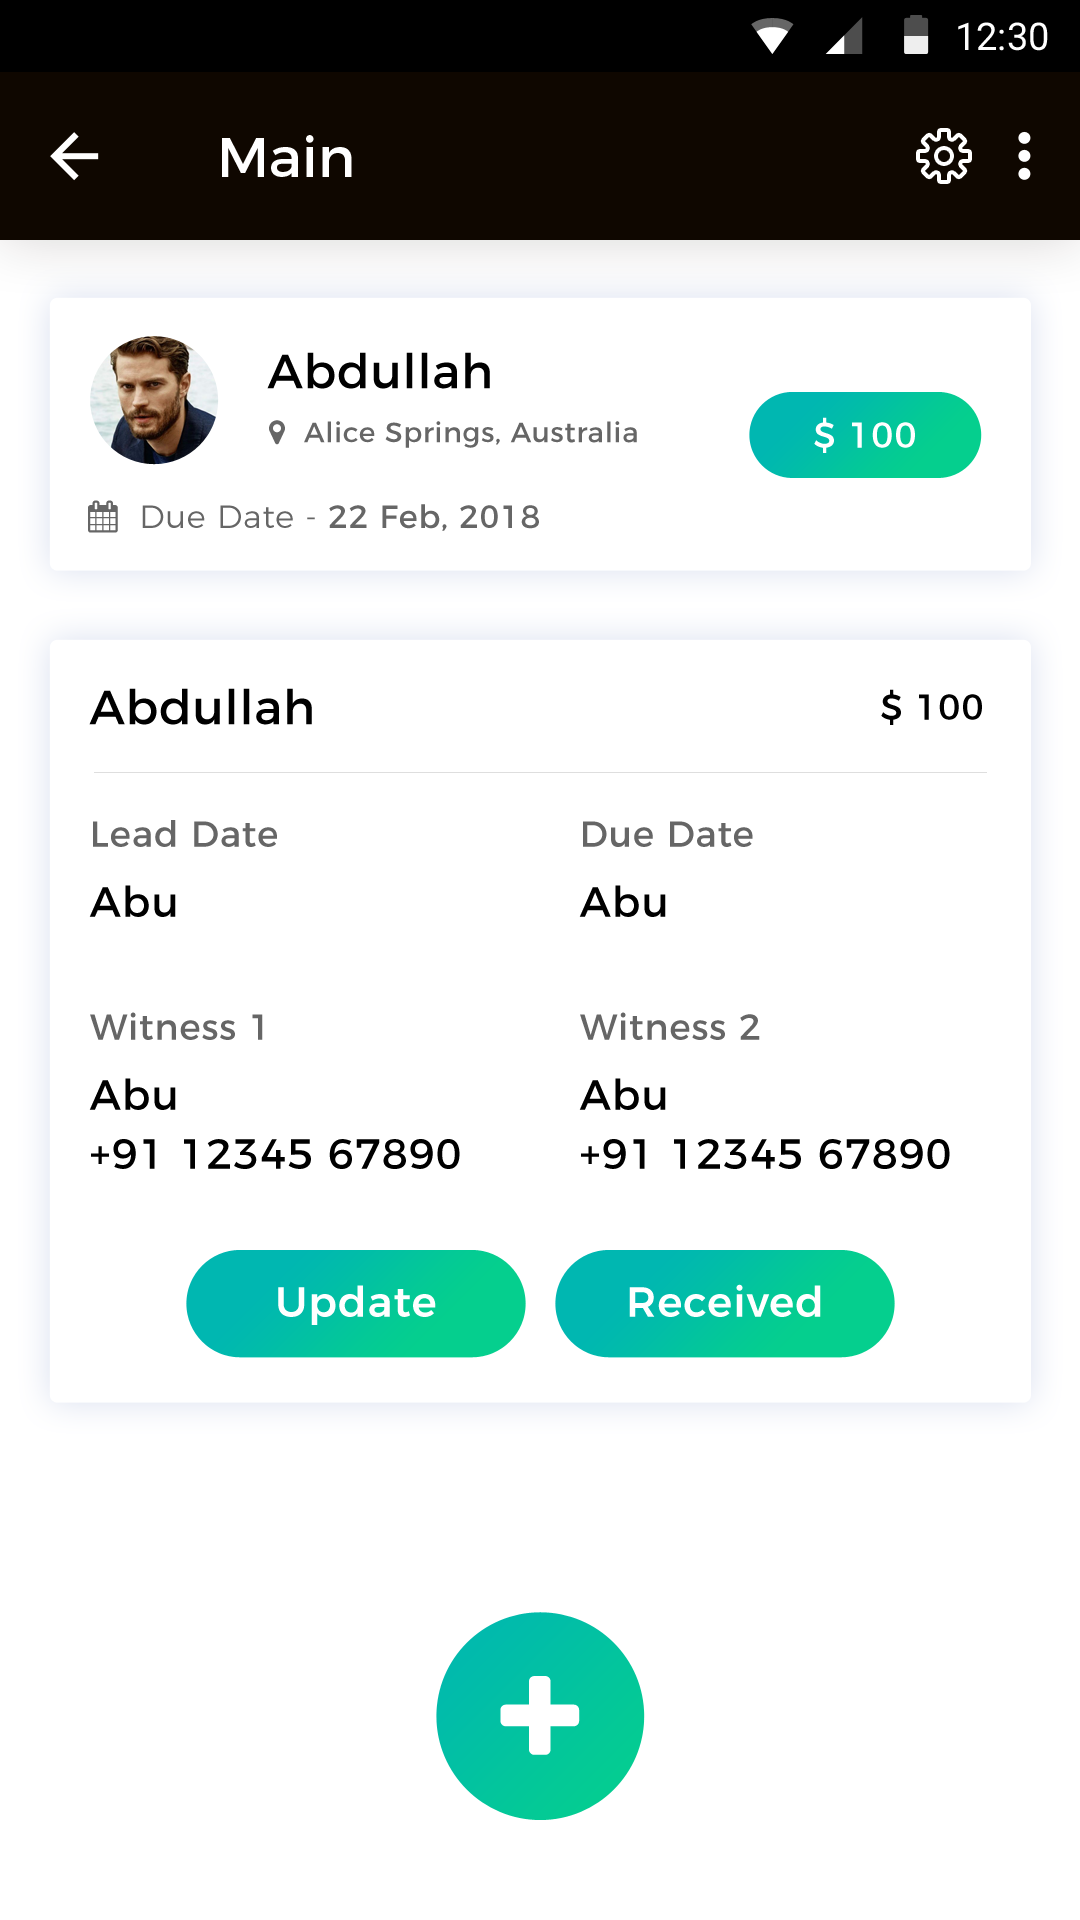 12:30
Main
Abdullah
Alice Springs, Australia
$ 100
Due Date - 22 Feb, 2018
Abdullah
$ 100
Lead Date
Due Date
Abu
Abu
Witness 1
Witness 2
Abu
Abu
+91 12345 67890
+91 12345 67890
Update
Received